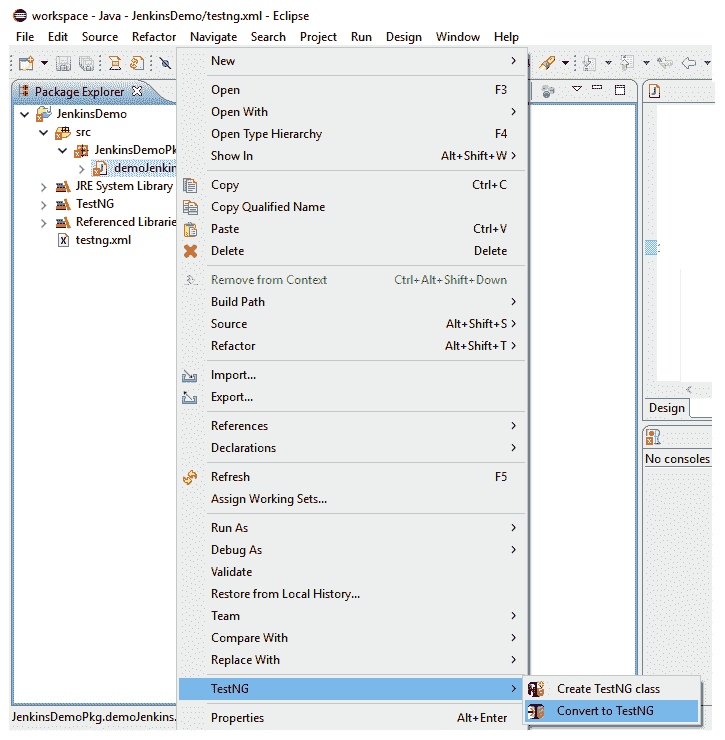 workspace - Java - JenkinsDemo/testng.xml - Eclipse
File Edit Source Refactor Navigate Search Project Run Design Window Help
Package Explorer
JenkinsDemo
src
JenkinsDemoPk
demoJenkin
JRE System Library
TestNG
Referenced Librarie
testng.xml
New
Open F3
Open With
Open Type Hierarchy F4
Show In Alt+Shift+W
Copy Ctrl+C
Copy Qualified Name
Paste Ctrl+V
Delete Delete
Remove from Context Ctrl+Alt+Shift+Down
Build Path
Source Alt+Shift+S
Refactor Alt+Shift+T
Import...
Export...
References
Declarations
Refresh F5
Assign Working Sets...
Run As
Debug As
Validate
Restore from Local History...
Team
Compare With
Replace With
TestNG
Properties Alt+Enter
Create TestNG class
Convert to TestNG
Design
No consoles
JenkinsDemoPkg.demoJenkins.